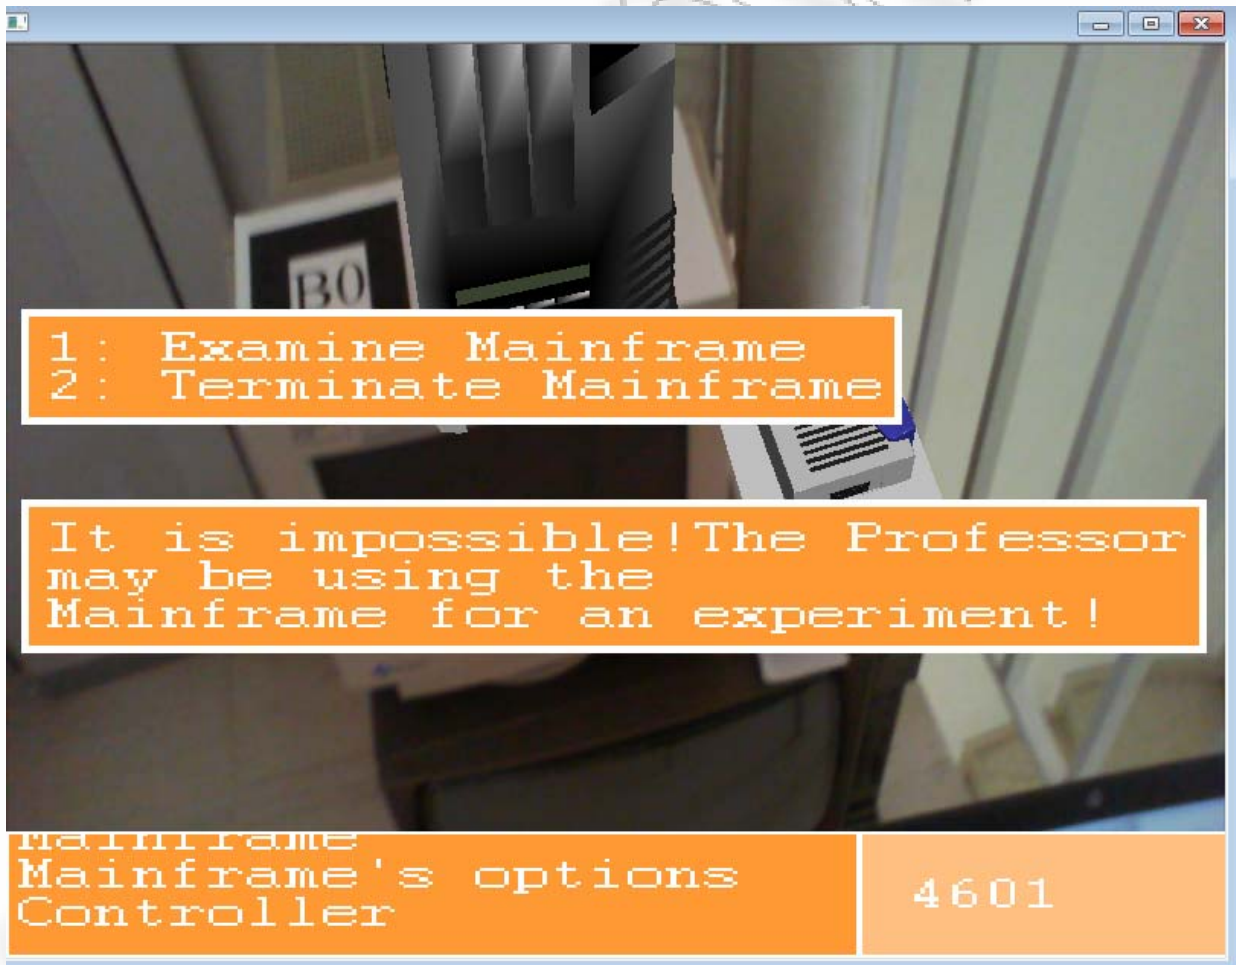 B0
1: Examine Mainframe
2: Terminate Mainframe
It is impossible!The Professor
may be using the
Mainframe for an experiment!
Mainframe
Mainframe's options
Controller
4601